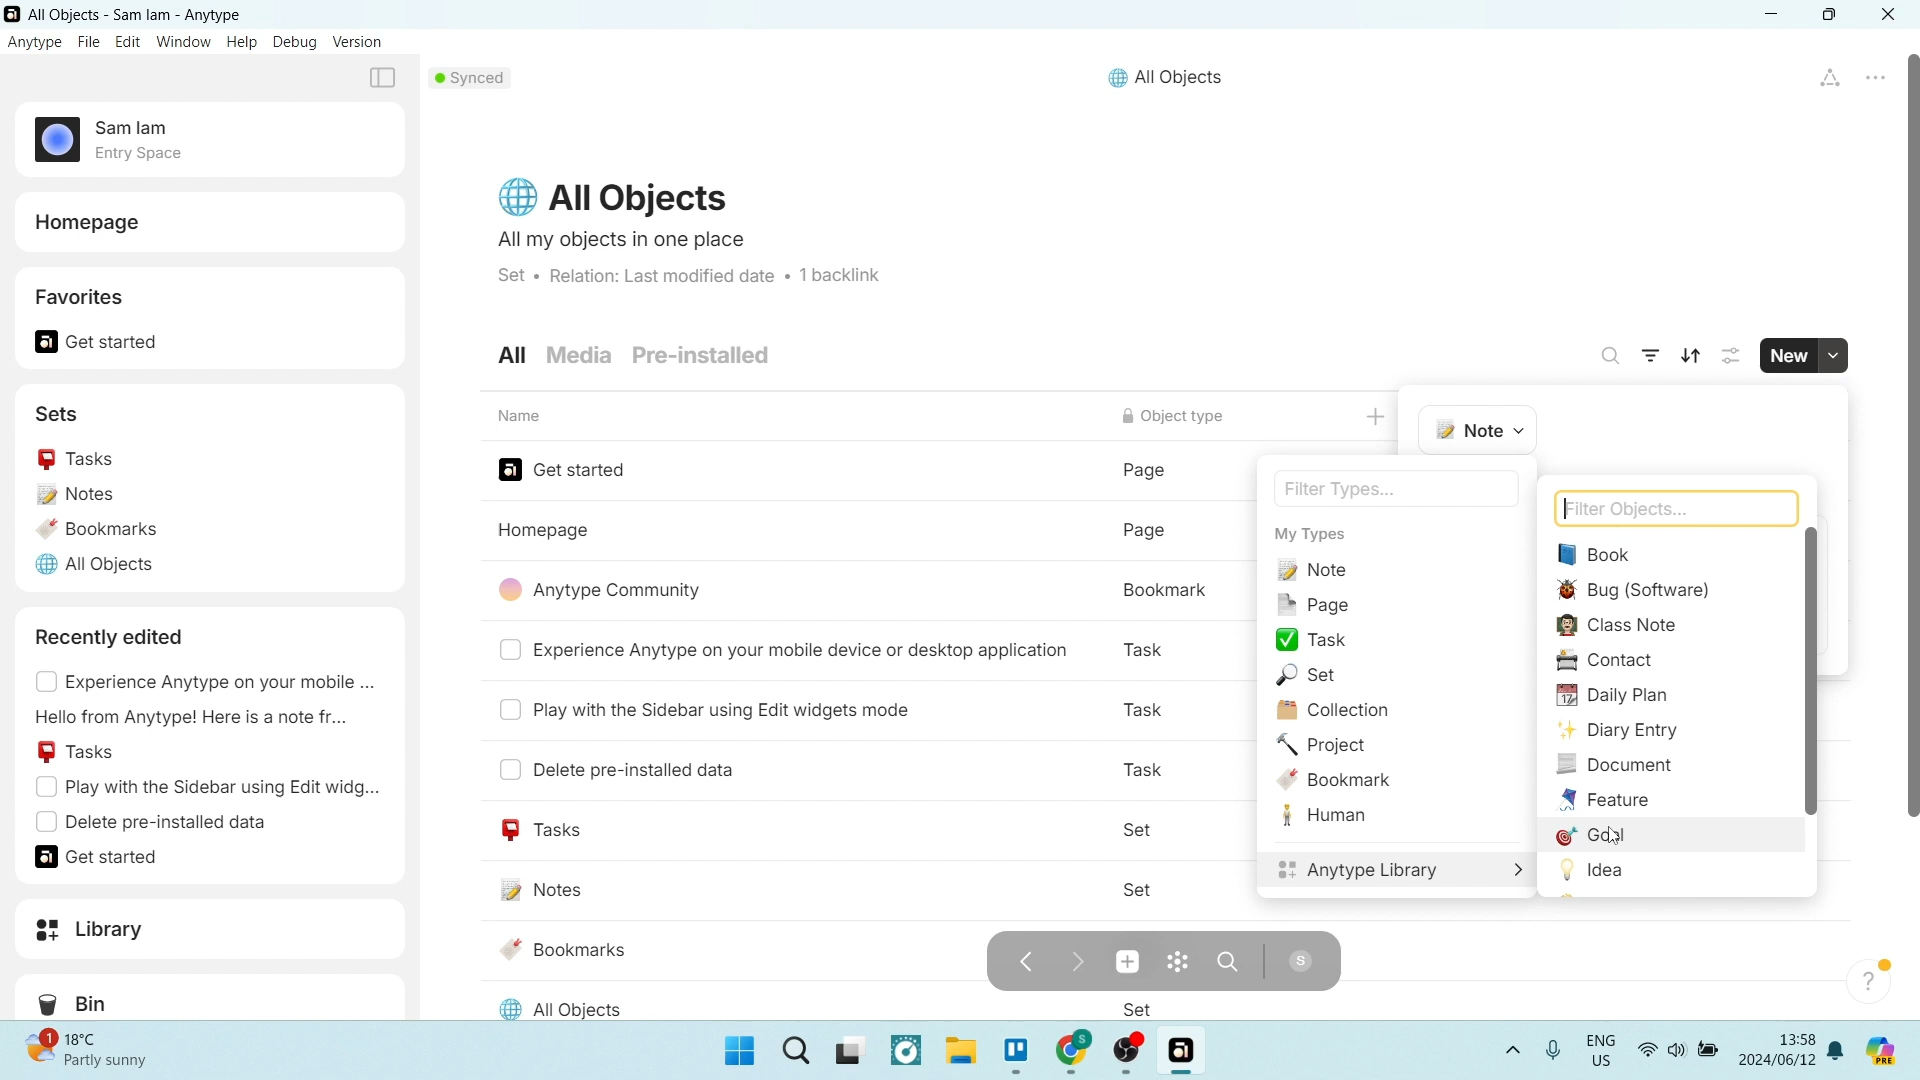 All Objects - Sam Iam - Anytype
Anytype File Edit Window Help Debug Version
Synced
All Objects
Sam Iam
Entry Space
Homepage
Favorites
Get started
Sets
Tasks
Notes
Bookmarks
All Objects
Recently edited
Experience Anytype on your mobile ...
Hello from Anytype! Here is a note fr...
Tasks
Play with the Sidebar using Edit widg...
Delete pre-installed data
Get started
Library
Bin
All Objects
All my objects in one place
Set • Relation: Last modified date • 1 backlink
All Media Pre-installed
New
Name Object type
Get started Page
Homepage Page
Anytype Community Bookmark
Experience Anytype on your mobile device or desktop application Task
Play with the Sidebar using Edit widgets mode Task
Delete pre-installed data Task
Tasks Set
Notes Set
Bookmarks
All Objects Set
Note
Filter Types...
My Types
Note
Page
Task
Set
Collection
Project
Bookmark
Human
Anytype Library
Filter Objects...
Book
Bug (Software)
Class Note
Contact
Daily Plan
Diary Entry
Document
Feature
Goal
Idea
S
?
1
18°C
Partly sunny
S
ENG
US
13:58
2024/06/12
PRE